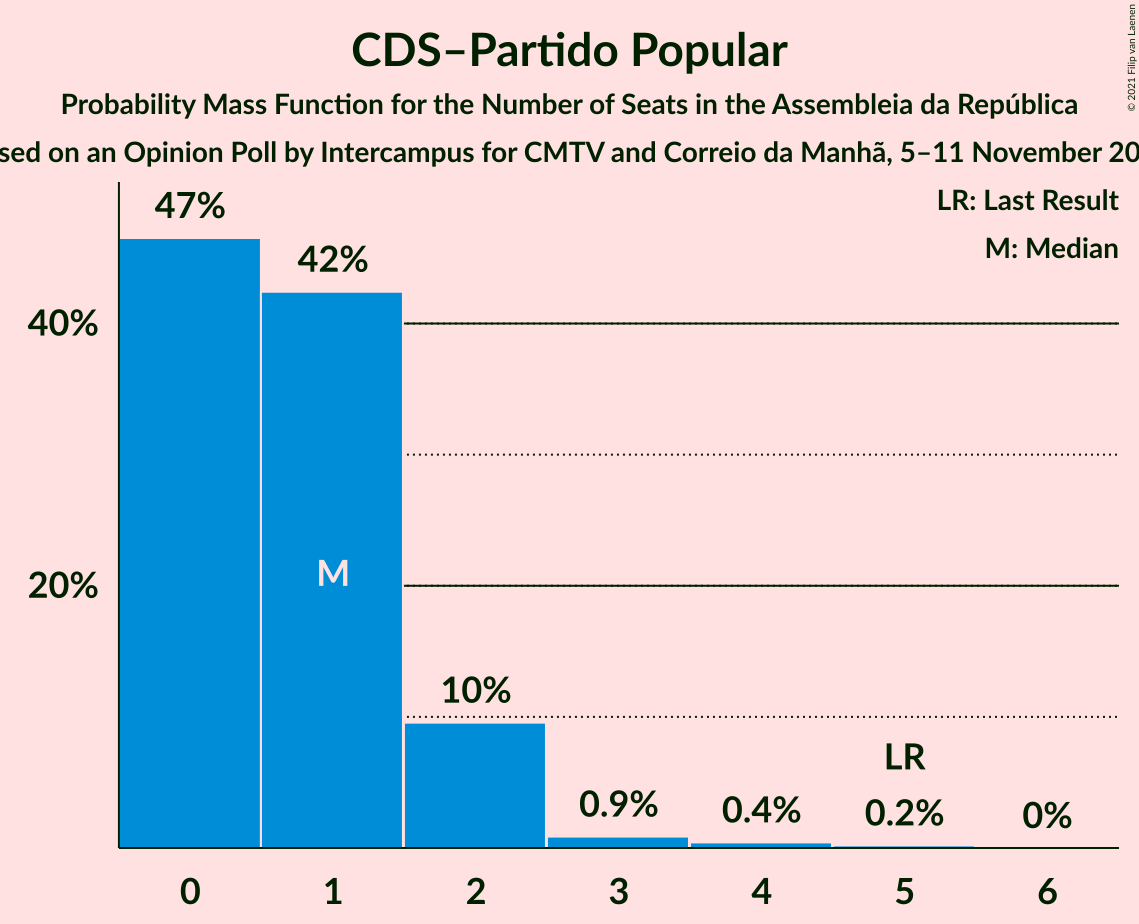 CDS–Partido Popular
Probability Mass Function for the Number of Seats in the Assembleia da República
on an Opinion Poll by Intercampus for CMTV and Correio da Manhã, 5–11 November
© 2021 Filip van Laenen
LR: Last Result
M: Median
47%
42%
40%
M
20%
10%
LR
0.9%
0.4%
0.2%
0%
0 1 2 3 4 5 6